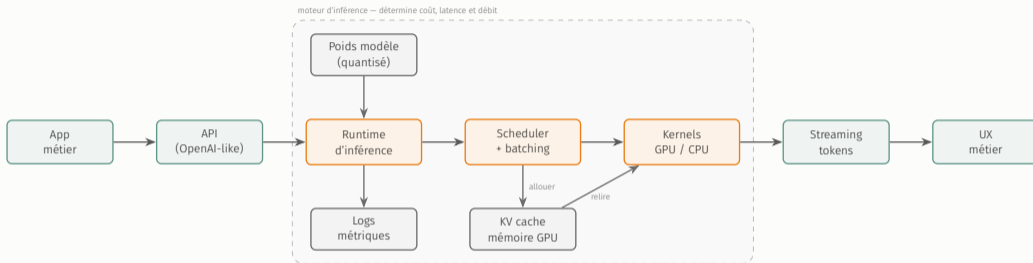 moteur d'inférence — détermine coût, latence et débit
Poids modèle
(quantisé)
App
métier
API
(OpenAI-like)
Runtime
d'inférence
Scheduler
+ batching
Kernels
GPU / CPU
Streaming
tokens
UX
métier
allouer
relire
Logs
métriques
KV cache
mémoire GPU